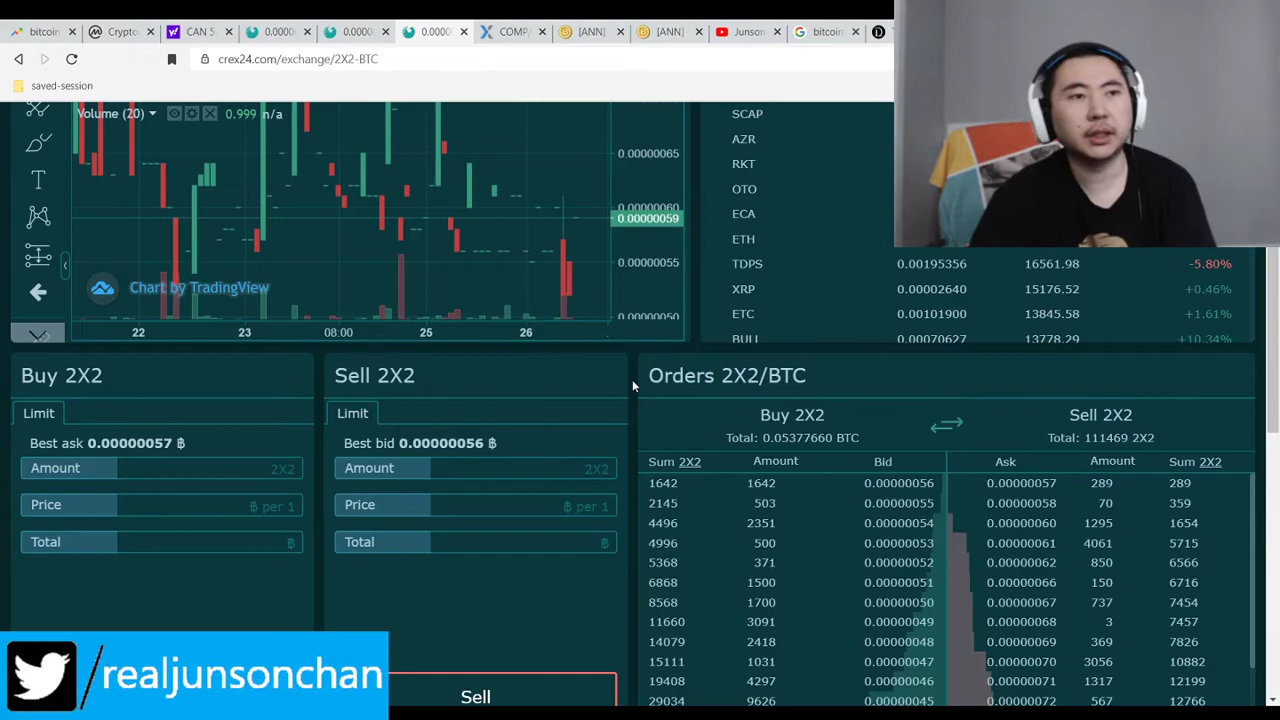 bitcoin
Crypto
CAN 5
0.0000
0.0000
0.0000
COMP
[ANN]
[ANN]
Junson
bitcoin
crex24.com/exchange/2X2-BTC
saved-session
Volume (20) 0.999 n/a
0.00000065
0.00000060
0.00000059
0.00000055
0.00000050
Chart by TradingView
22 23 08:00 25 26
SCAP
AZR
RKT
OTO
ECA
ETH
TDPS 0.00195356 16561.98 -5.80%
XRP 0.00002640 15176.52 +0.46%
ETC 0.00101900 13845.58 +1.61%
BULL 0.00070627 13778.29 +10.34%
Buy 2X2
Limit
Best ask 0.00000057 ฿
Amount 2X2
Price ฿ per 1
Total ฿
Sell 2X2
Limit
Best bid 0.00000056 ฿
Amount 2X2
Price ฿ per 1
Total ฿
Sell
Orders 2X2/BTC
Buy 2X2 Sell 2X2
Total: 0.05377660 BTC Total: 111469 2X2
Sum 2X2 Amount Bid Ask Amount Sum 2X2
1642 1642 0.00000056 0.00000057 289 289
2145 503 0.00000055 0.00000058 70 359
4496 2351 0.00000054 0.00000060 1295 1654
4996 500 0.00000053 0.00000061 4061 5715
5368 371 0.00000052 0.00000062 850 6566
6868 1500 0.00000051 0.00000066 150 6716
8568 1700 0.00000050 0.00000067 737 7454
11660 3091 0.00000049 0.00000068 3 7457
14079 2418 0.00000048 0.00000069 369 7826
15111 1031 0.00000047 0.00000070 3056 10882
19408 4297 0.00000046 0.00000071 1317 12199
29034 9626 0.00000045 0.00000072 567 12766
/realjunsonchan